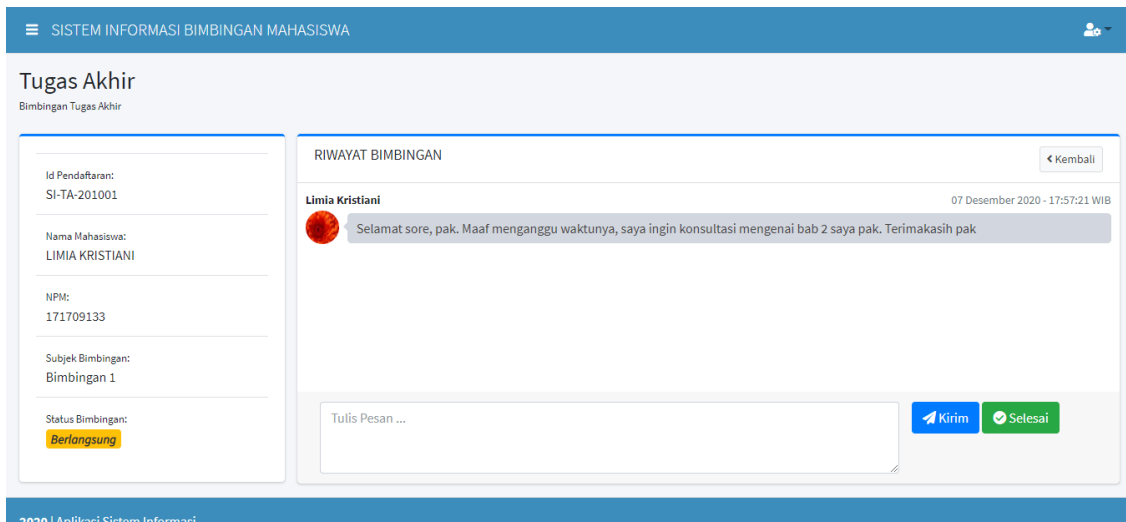 SISTEM INFORMASI BIMBINGAN MAHASISWA
Tugas Akhir
Bimbingan Tugas Akhir
Id Pendaftaran:
SI-TA-201001
Nama Mahasiswa:
LIMIA KRISTIANI
NPM:
171709133
Subjek Bimbingan:
Bimbingan 1
Status Bimbingan:
Berlangsung
RIWAYAT BIMBINGAN
Kembali
Limia Kristiani
07 Desember 2020 - 17:57:21 WIB
Selamat sore, pak. Maaf menganggu waktunya, saya ingin konsultasi mengenai bab 2 saya pak. Terimakasih pak
Tulis Pesan ...
Kirim
Selesai
2020 | Aplikasi Sistem Informasi